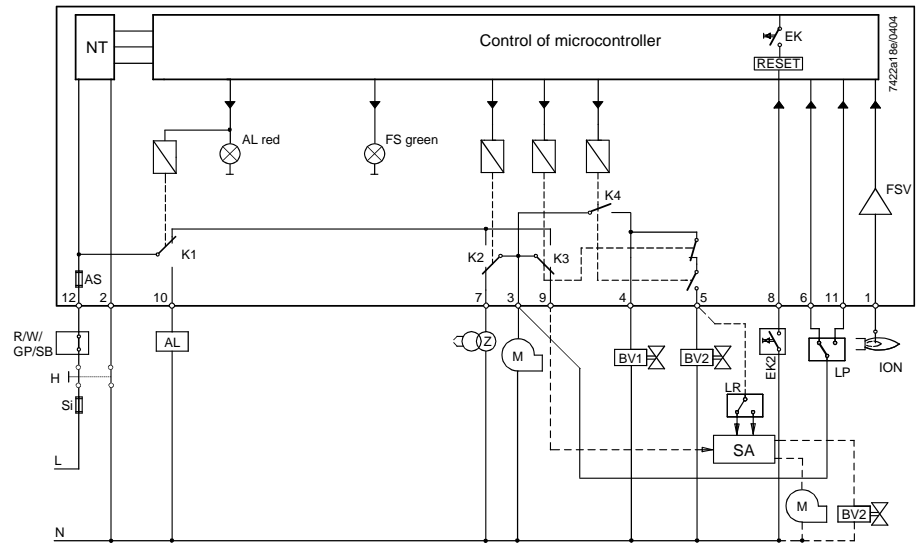 NT
Control of microcontroller
EK
RESET
7422a18e/0404
AL red
FS green
FSV
K4
K1
K2
K3
AS
12
2
10
7
3
9
4
5
8
6
11
1
R/W/
GP/SB
AL
Z
M
BV1
BV2
EK2
LP
ION
H
LR
Si
SA
L
M
BV2
N